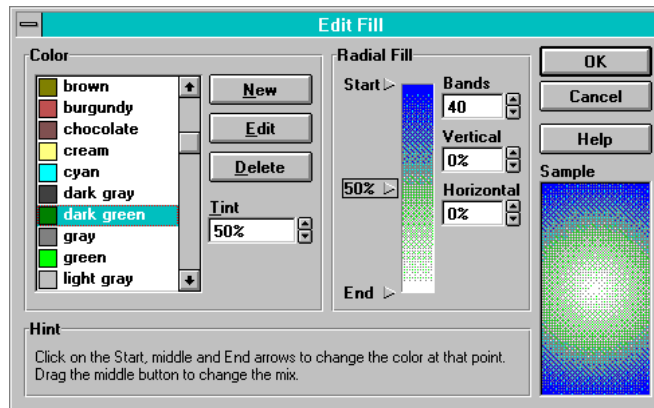 Edit Fill
Color
brown
burgundy
chocolate
cream
cyan
dark gray
dark green
gray
green
light gray
New
Edit
Delete
Tint
50%
Radial Fill
Start
50%
End
Bands
40
Vertical
0%
Horizontal
0%
OK
Cancel
Help
Sample
Hint
Click on the Start, middle and End arrows to change the color at that point.
Drag the middle button to change the mix.